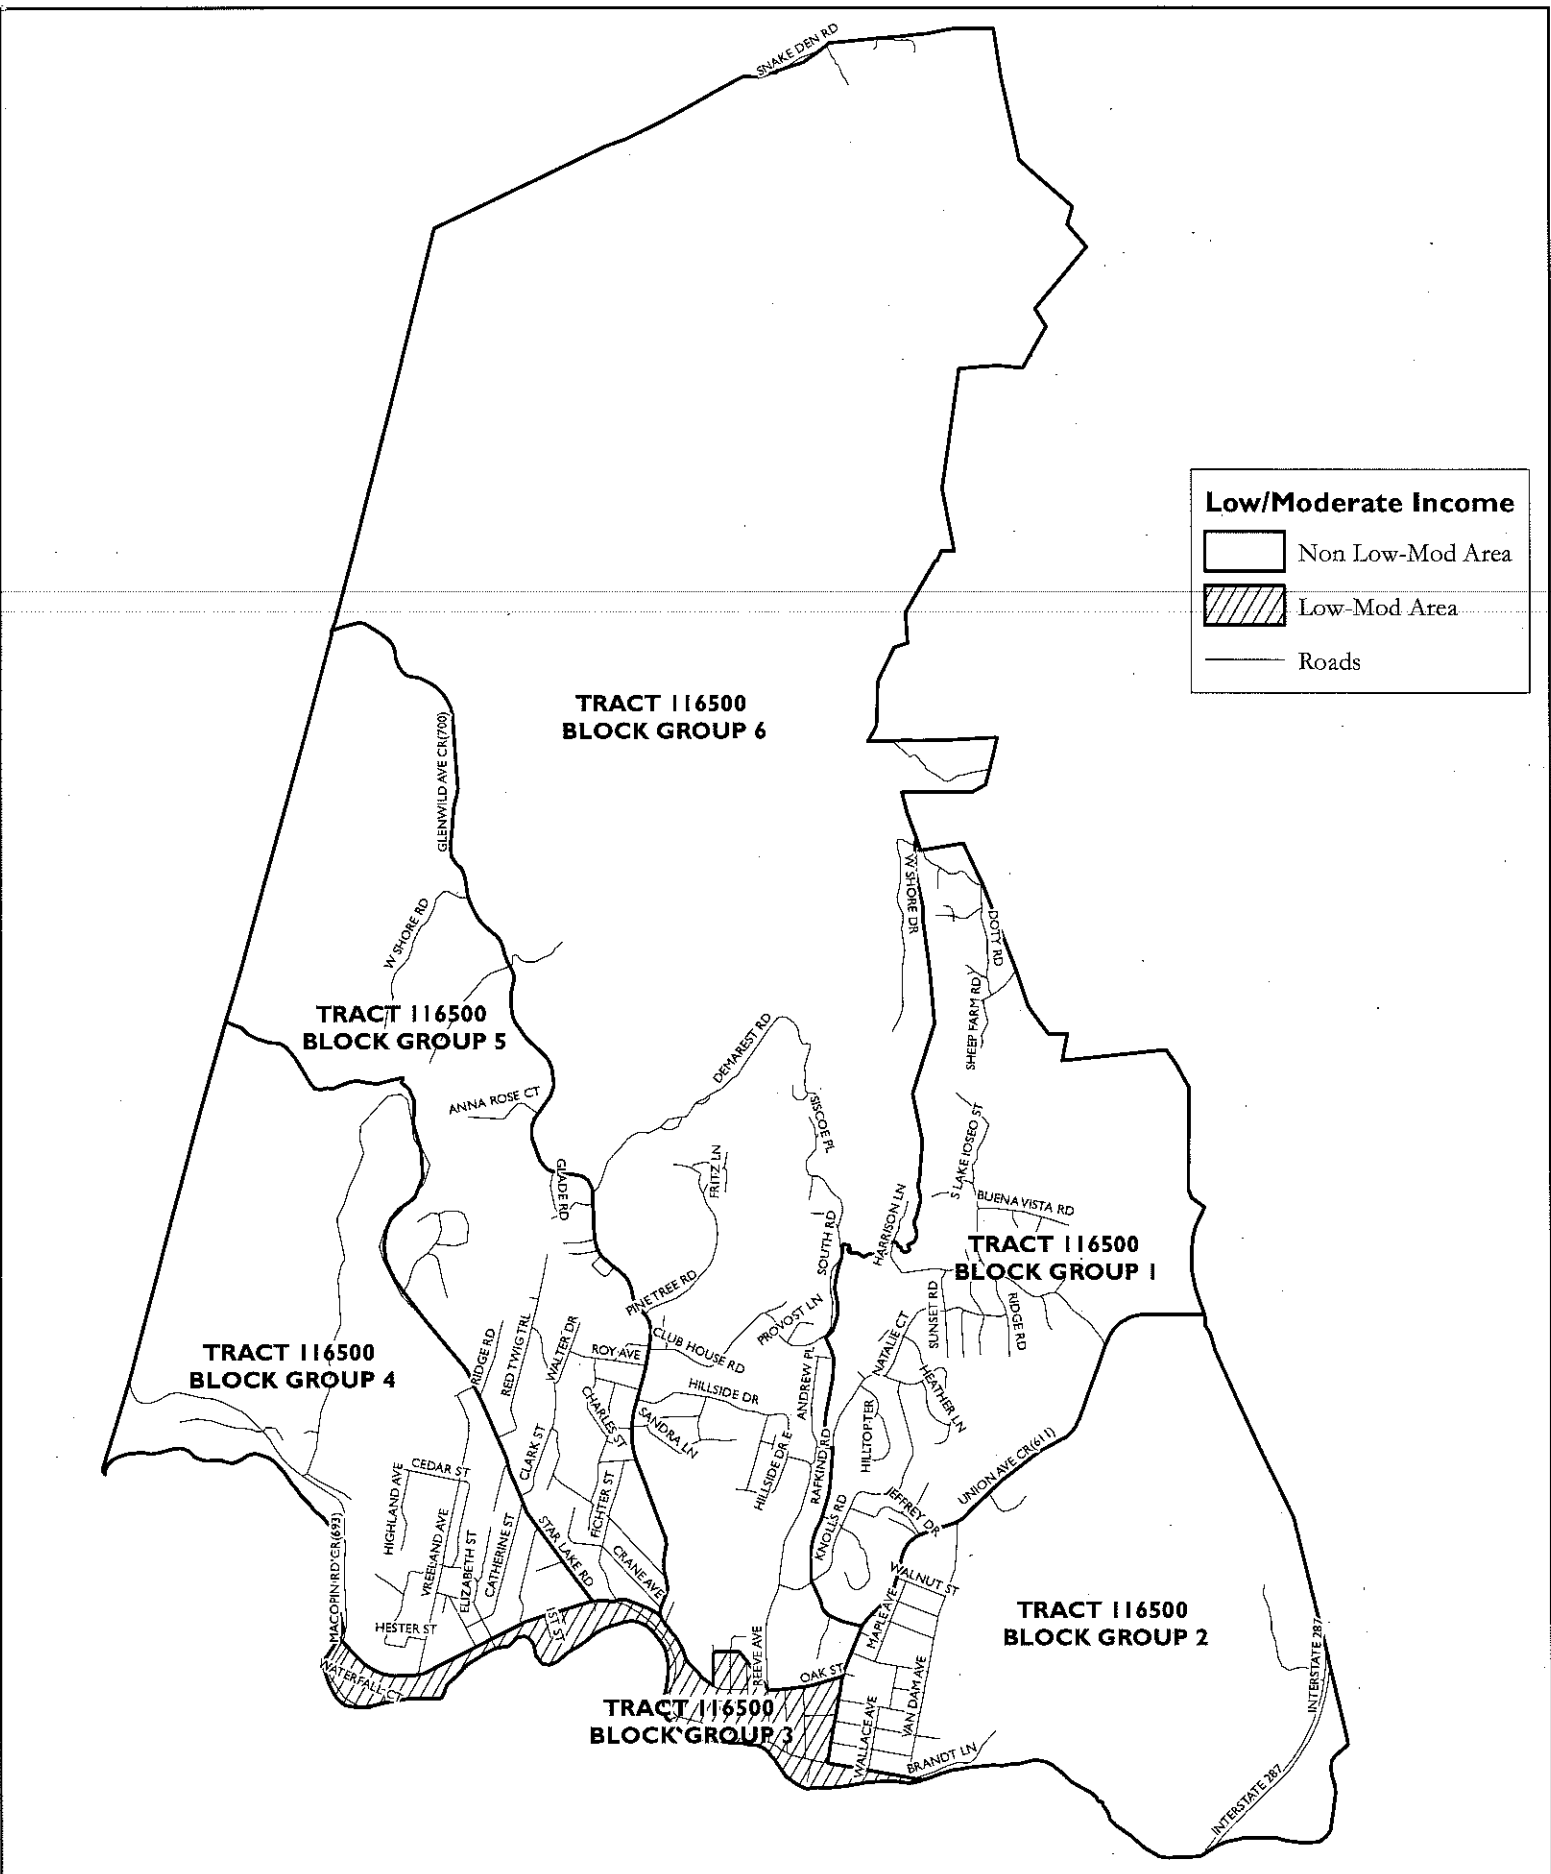 SNAKE DEN RD
Low/Moderate Income
Non Low-Mod Area
Low-Mod Area
Roads
TRACT 116500
BLOCK GROUP 6
GLENWILD AVE CR(700)
W SHORE DR
W SHORE RD
DOTY RD
SHEEP FARM RD
TRACT 116500
BLOCK GROUP 5
DEMAREST RD
ANNA ROSE CT
SISCOE PL
S LAKE IOSEO ST
FRITZ LN
GLADE RD
BUENA VISTA RD
HARRISON LN
SOUTH RD
TRACT 116500
BLOCK GROUP 1
PINE TREE RD
PROVOST LN
SUNSET RD
RIDGE RD
NATALIE CT
TRACT 116500
BLOCK GROUP 4
RIDGE RD
RED TWIG TRL
WALTER DR
ROY AVE
CLUB HOUSE RD
HILLSIDE DR
ANDREW PL
HEATHER LN
CHARLES ST
SANDRA LN
HILLTOP TER
CLARK ST
HILLSIDE DR E
RAFKIND RD
UNION AVE CR(611)
CEDAR ST
HIGHLAND AVE
FICHTER ST
KNOLLS RD
JEFFREY DR
MACOPIN RD CR(693)
VREELAND AVE
ELIZABETH ST
CATHERINE ST
STAR LAKE RD
CRANE AVE
WALNUT ST
MAPLE AVE
HESTER ST
1ST ST
TRACT 116500
BLOCK GROUP 2
REEVE AVE
OAK ST
WATERFALL CT
VAN DAM AVE
WALLACE AVE
INTERSTATE 287
TRACT 116500
BLOCK GROUP 3
BRANDT LN
INTERSTATE 287